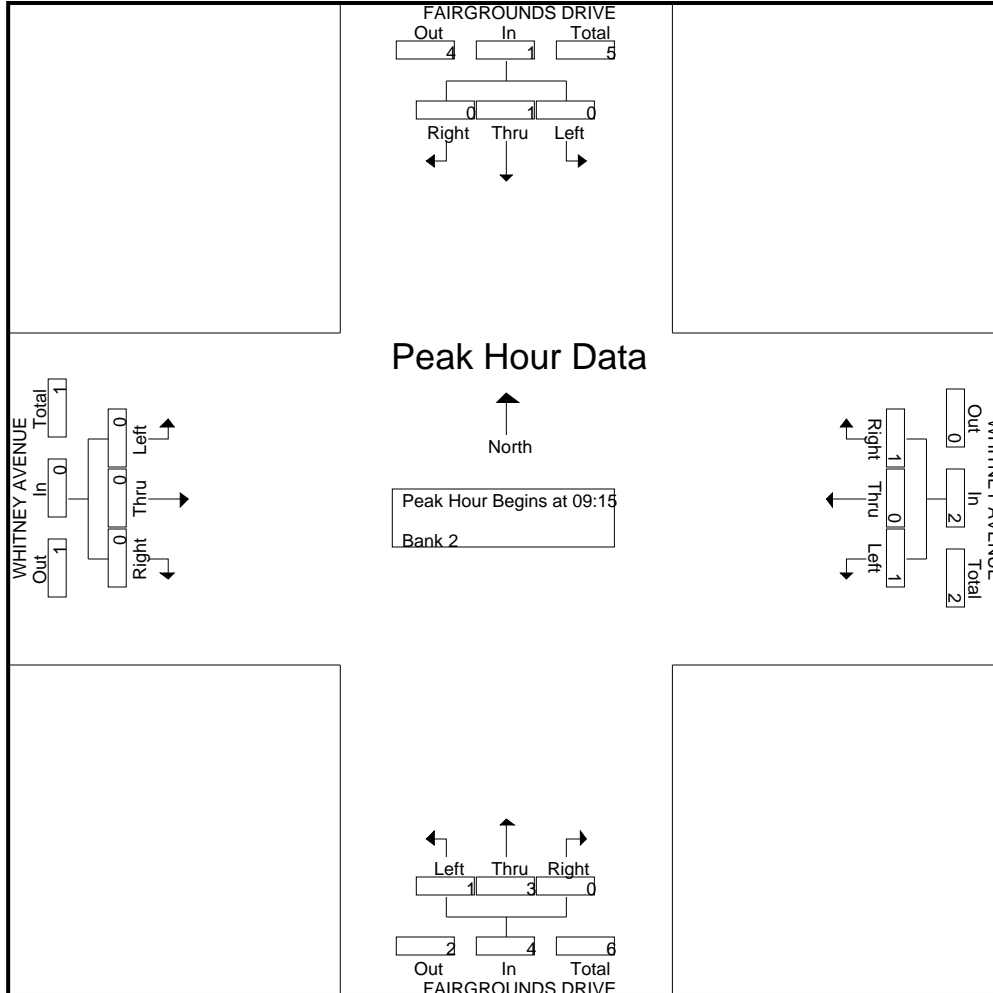 FAIRGROUNDS DRIVE
Out In Total
4 1 5
0 1 0
Right Thru Left
Peak Hour Data
North
Peak Hour Begins at 09:15
Bank 2
WHITNEY AVENUE
Out In Total
1 0 1
0 0 0
Left Thru Right
WHITNEY AVENUE
Out In Total
0 2 2
1 0 1
Right Thru Left
Left Thru Right
1 3 0
2 4 6
Out In Total
FAIRGROUNDS DRIVE